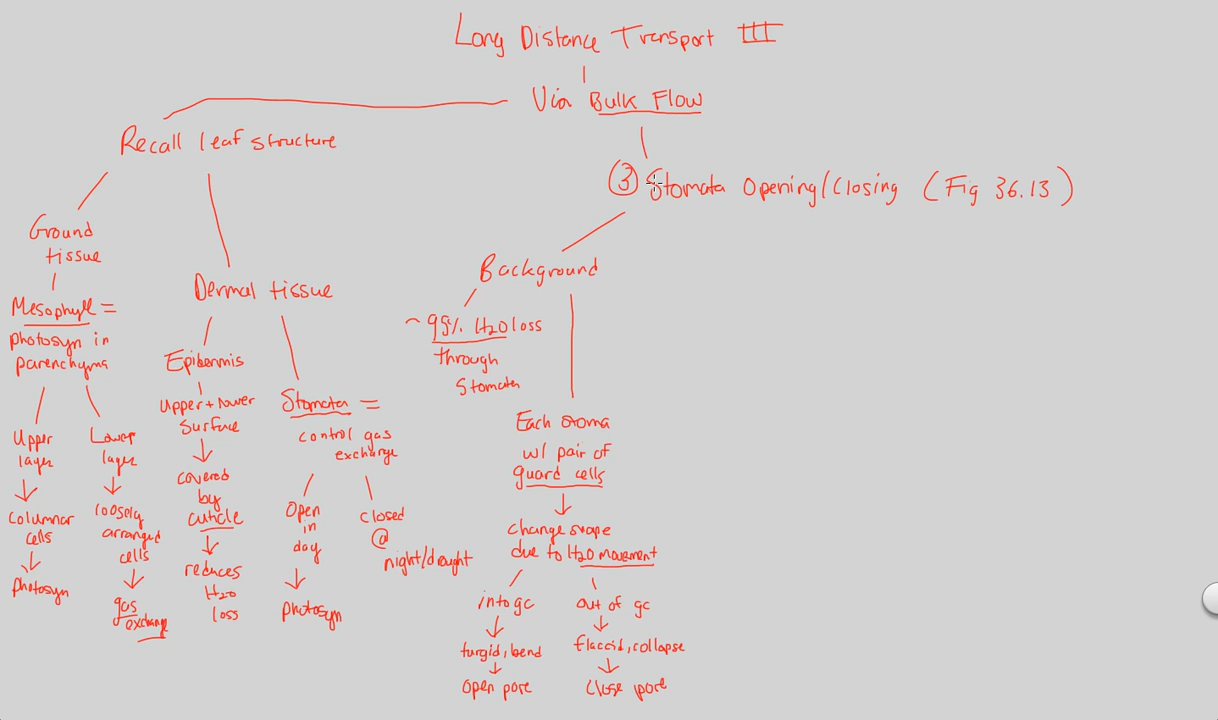 Long Distance Transport III
Via Bulk Flow
Recall leaf structure
Ground
tissue
Mesophyll =
photosyn in
parenchyma
Upper
layer
columnar
cells
photosyn
Lower
layer
loosely
arranged
cells
gas
exchange
Dermal tissue
Epidermis
Upper + lower
surface
covered
by
cuticle
reduces
H2O
loss
Stomata =
control gas
exchange
Open
in
day
photosyn
closed
@
night/drought
③ Stomata Opening/Closing (Fig 36.13)
Background
H2O loss
through
Stomata
Each stoma
w/ pair of
guard cells
change shape
due to H2O movement
into gc
turgid, bend
open pore
out of gc
flaccid, collapse
close pore